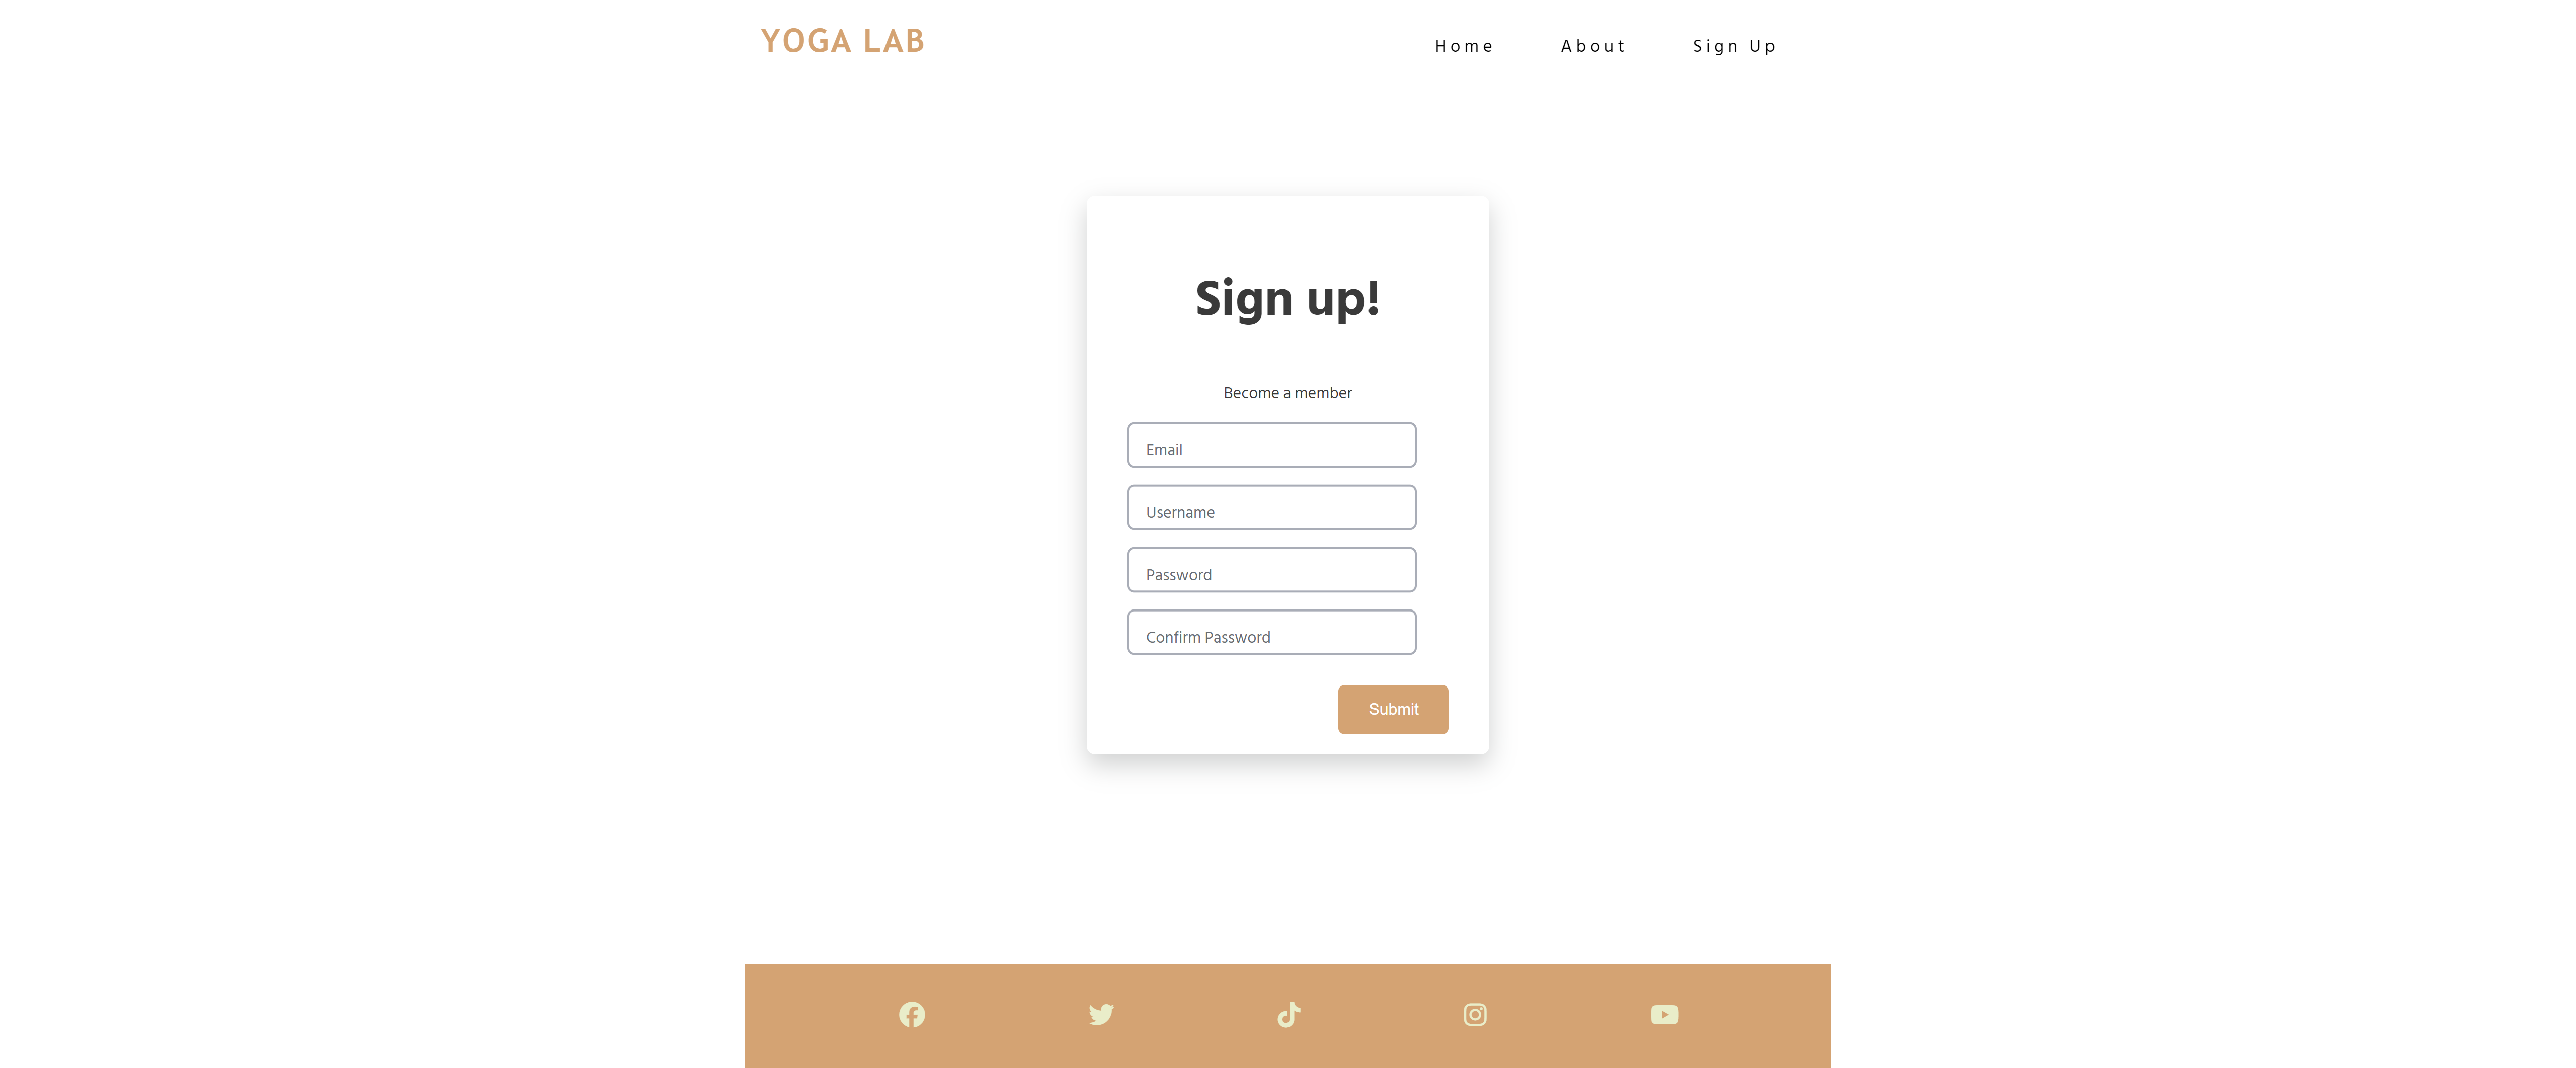 YOGA LAB
Home About Sign Up
Sign up!
Become a member
Email
Username
Password
Confirm Password
Submit